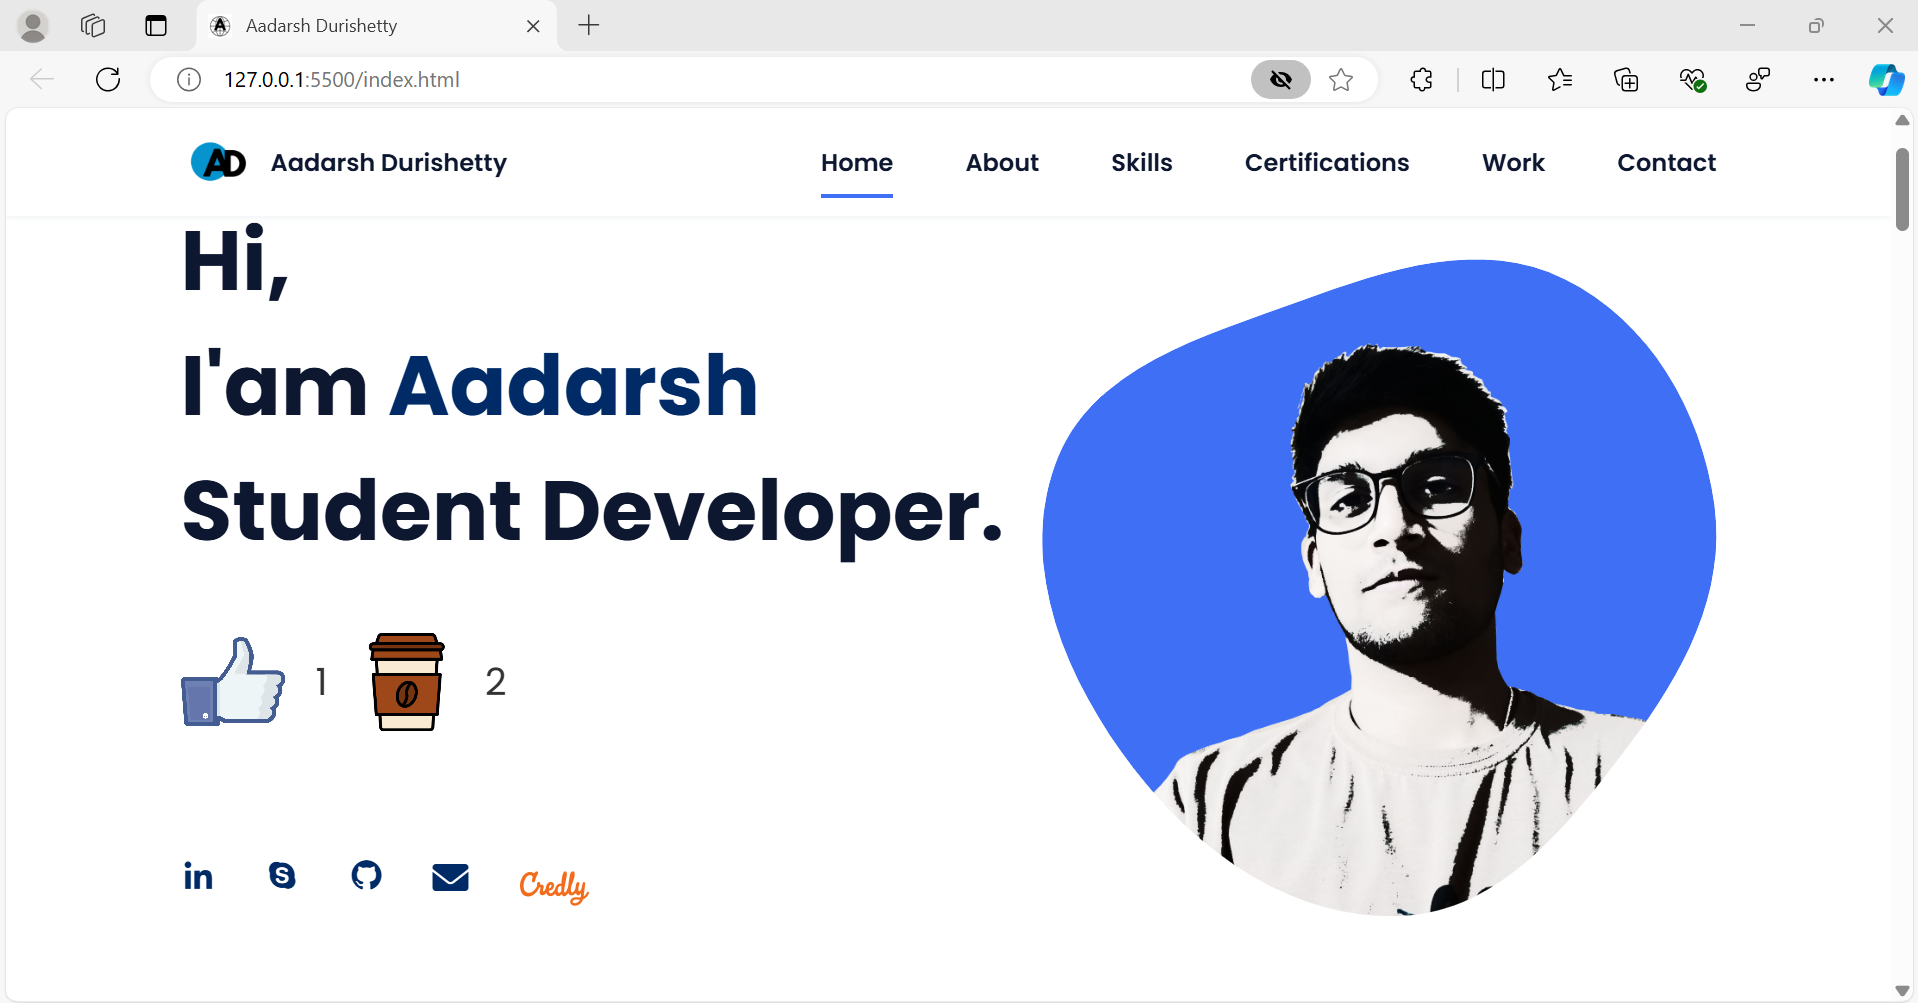 Aadarsh Durishetty
127.0.0.1:5500/index.html
AD Aadarsh Durishetty Home About Skills Certifications Work Contact
Hi,
I'am Aadarsh
Student Developer.
1 2
in S Credly